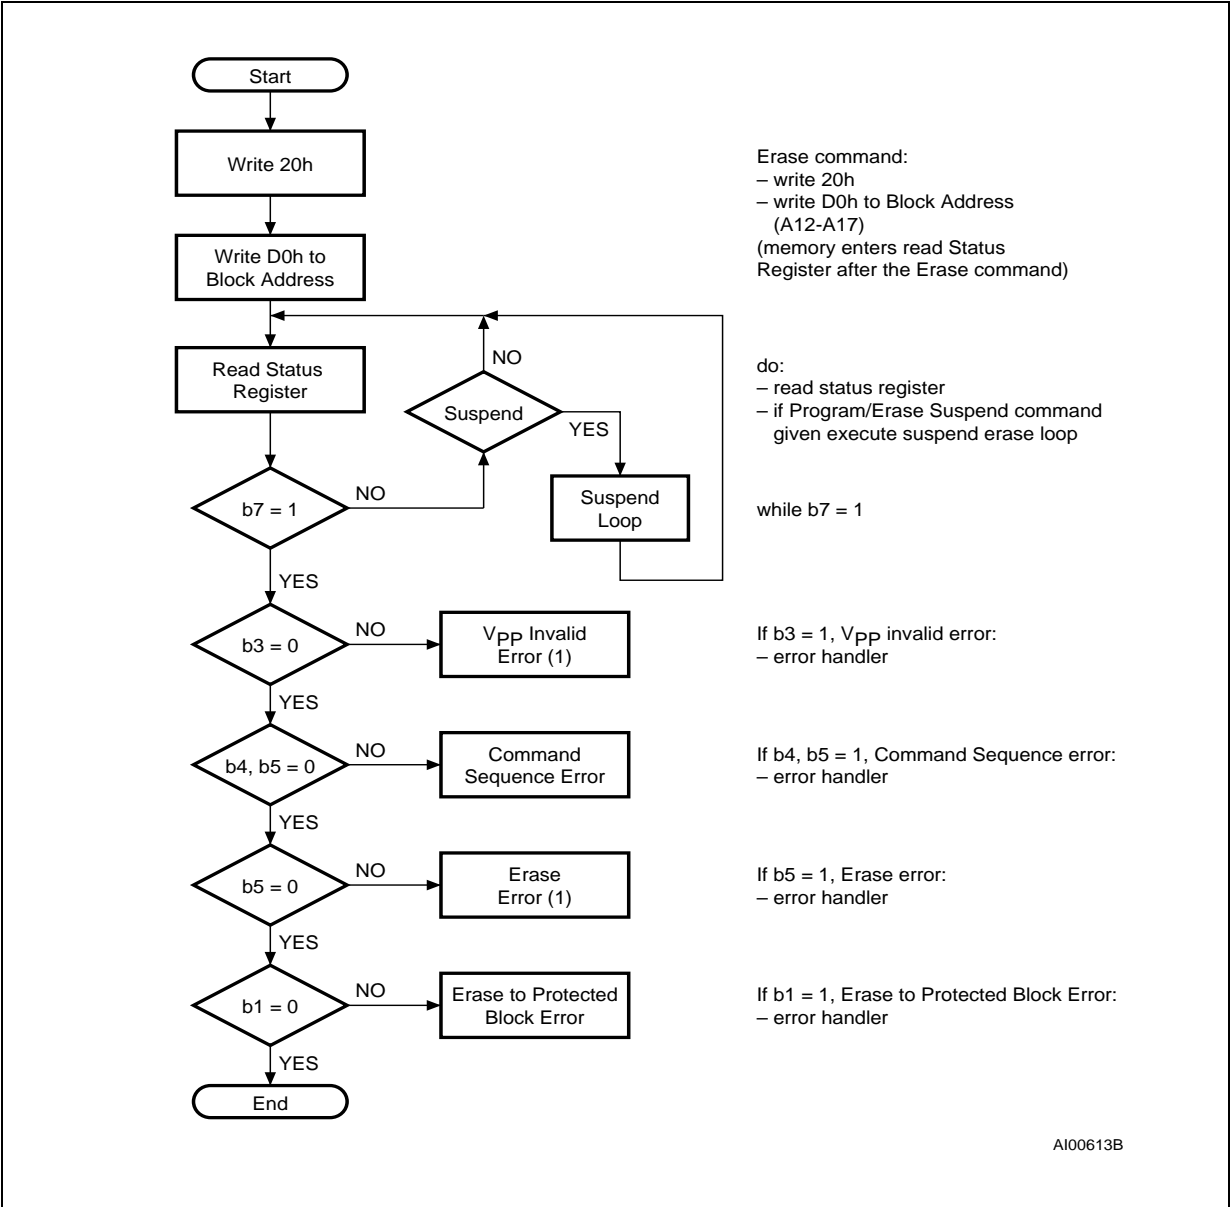 Start
Write 20h
Write D0h to
Block Address
Erase command:
– write 20h
– write D0h to Block Address
(A12-A17)
(memory enters read Status
Register after the Erase command)
Read Status
Register
NO
Suspend
YES
Suspend
Loop
do:
– read status register
– if Program/Erase Suspend command
given execute suspend erase loop
b7 = 1
NO
while b7 = 1
YES
b3 = 0
NO
VPP Invalid
Error (1)
If b3 = 1, VPP invalid error:
– error handler
YES
b4, b5 = 0
NO
Command
Sequence Error
If b4, b5 = 1, Command Sequence error:
– error handler
YES
b5 = 0
NO
Erase
Error (1)
If b5 = 1, Erase error:
– error handler
YES
b1 = 0
NO
Erase to Protected
Block Error
If b1 = 1, Erase to Protected Block Error:
– error handler
YES
End
AI00613B